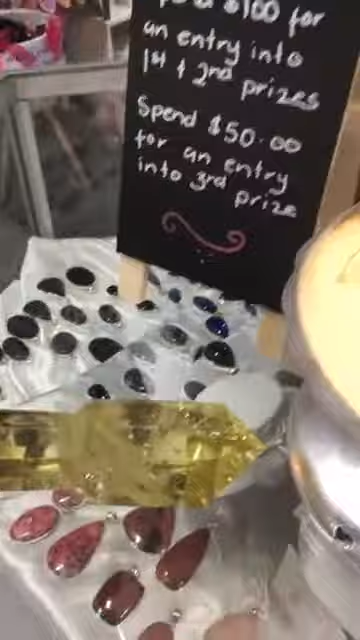 $100 for
an entry into
1st + 2nd prizes
Spend $50.00
for an entry
into 3rd
prize